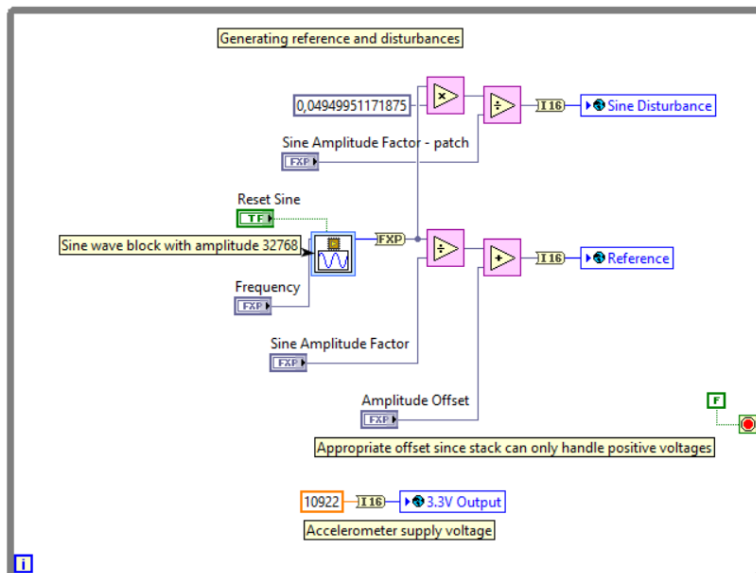 Generating reference and disturbances
0,04949951171875
I16
Sine Disturbance
Sine Amplitude Factor - patch
FXP
Reset Sine
TF
Sine wave block with amplitude 32768
FXP
I16
Reference
Frequency
FXP
Sine Amplitude Factor
FXP
Amplitude Offset
FXP
F
Appropriate offset since stack can only handle positive voltages
10922
I16
3.3V Output
Accelerometer supply voltage
i